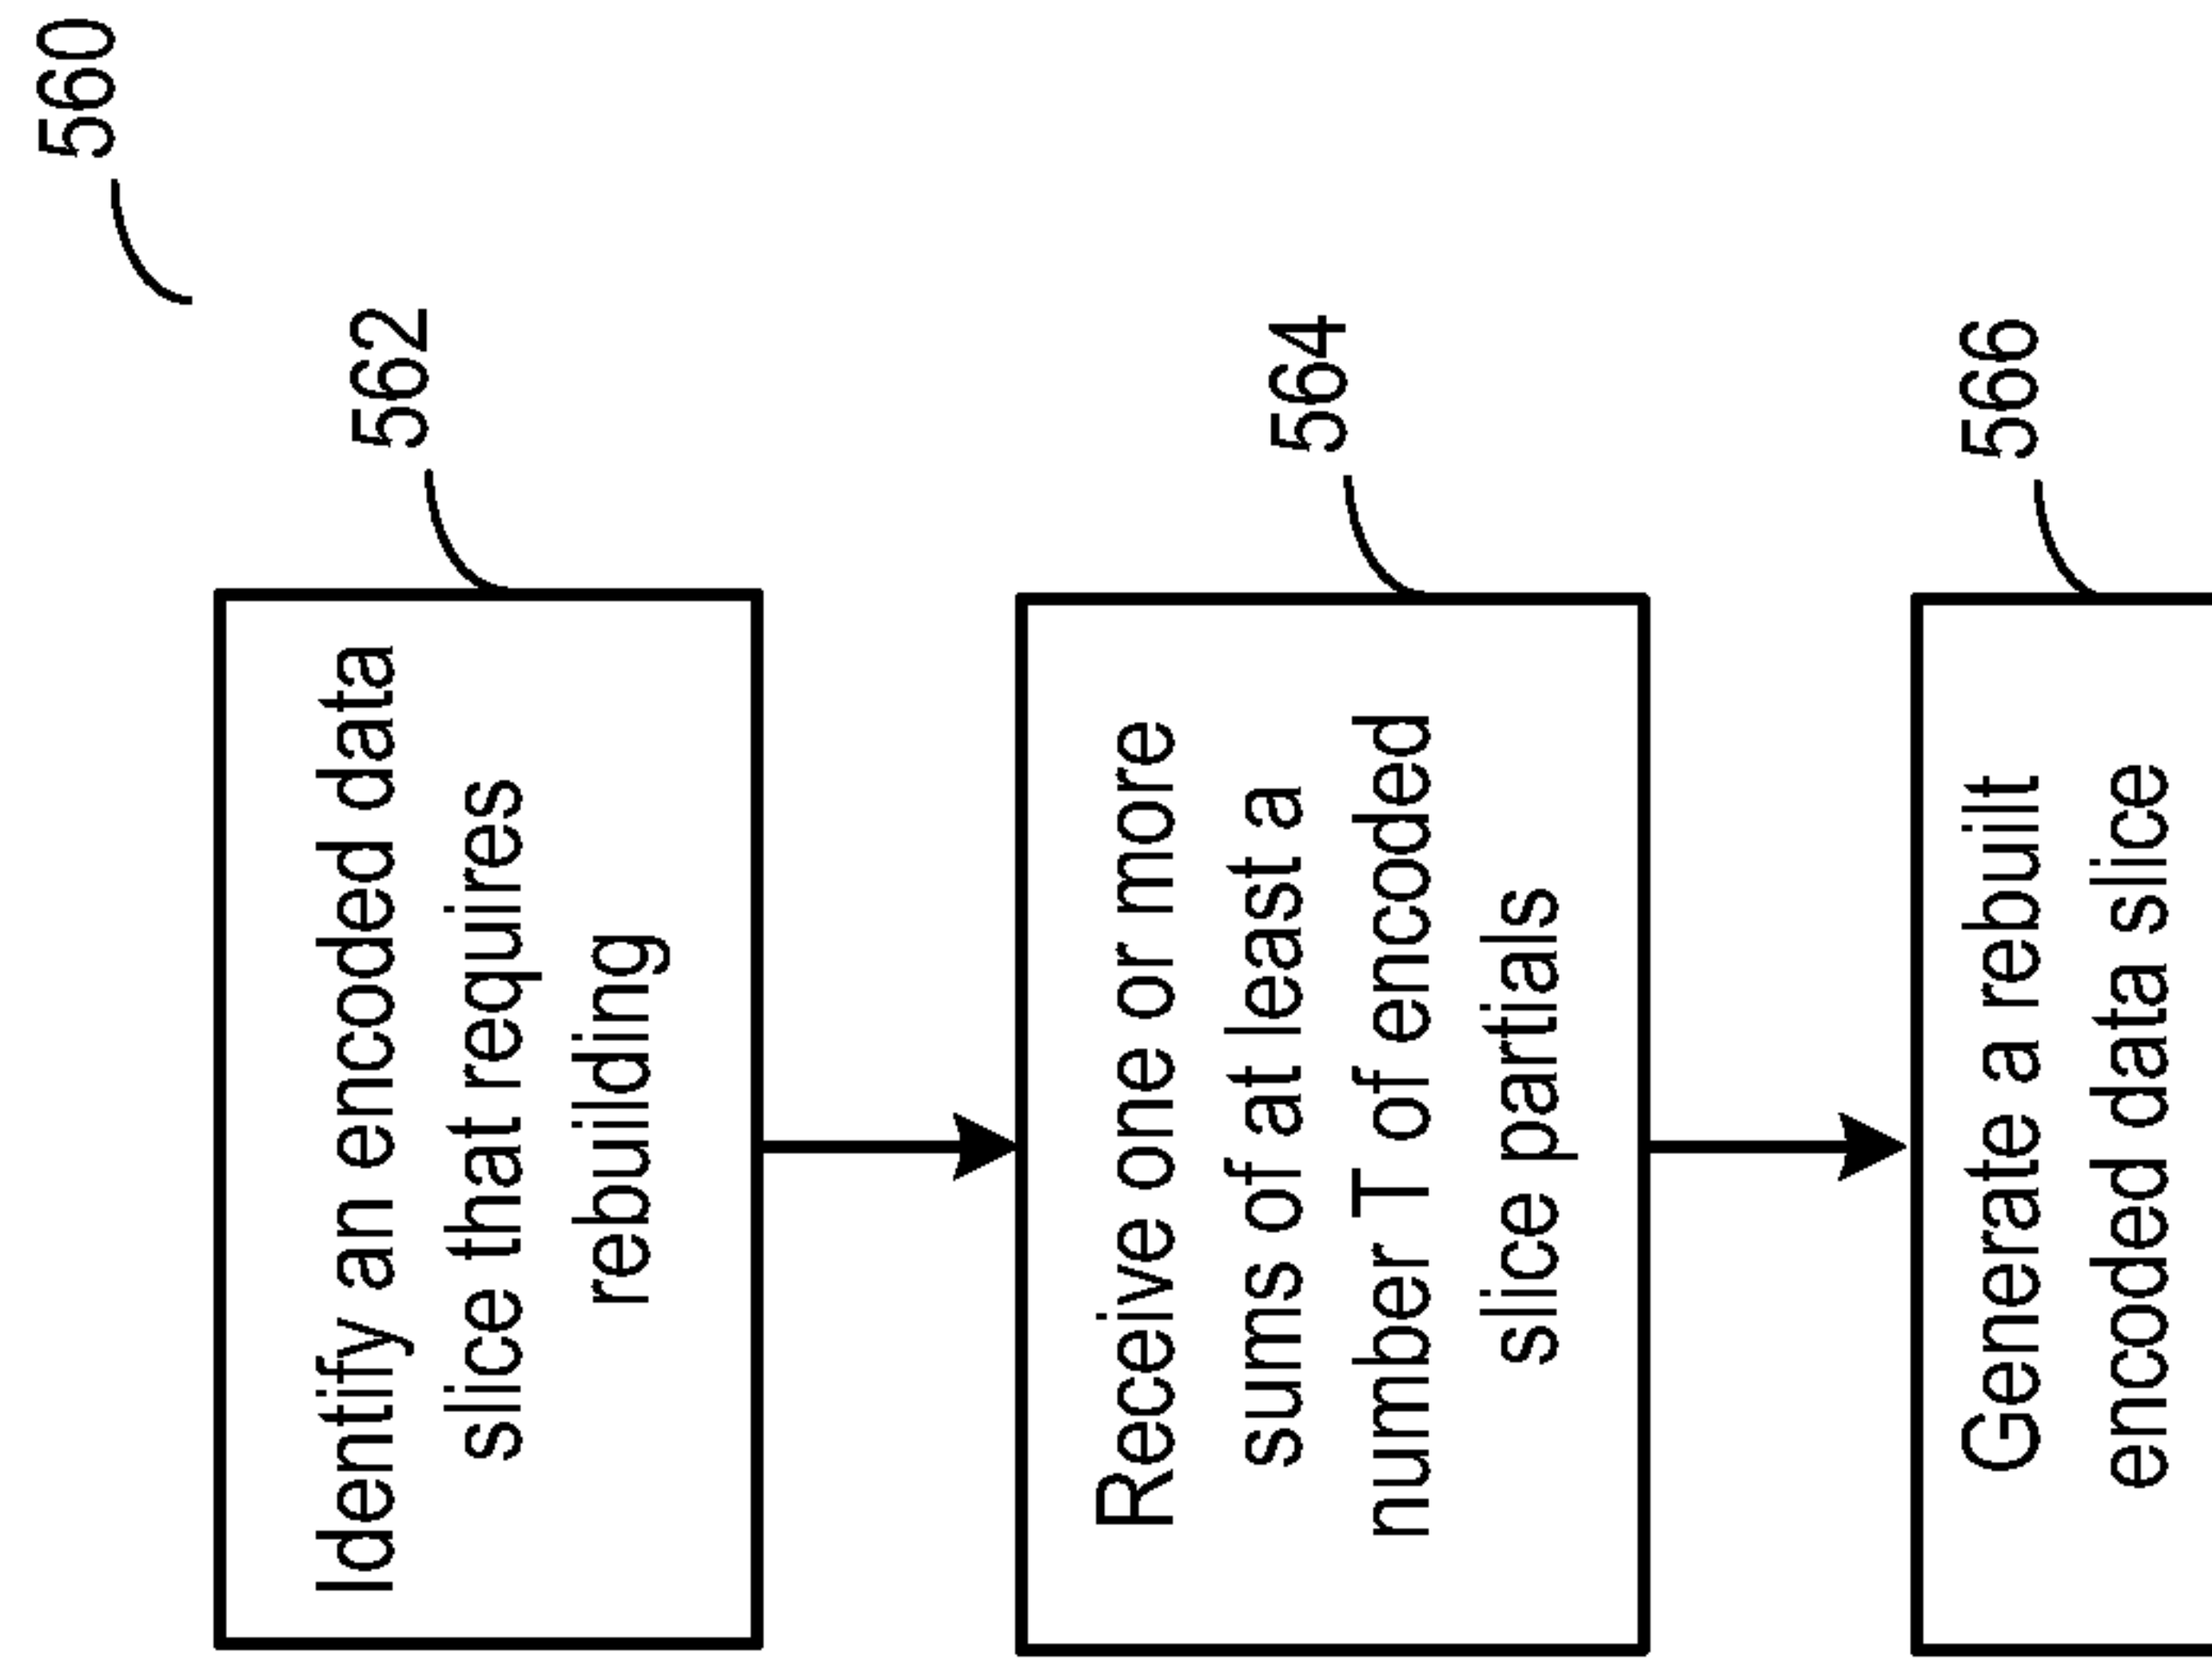 560
562
Identify an encoded data
slice that requires
rebuilding
564
Receive one or more
sums of at least a
number T of encoded
slice partials
566
Generate a rebuilt
encoded data slice